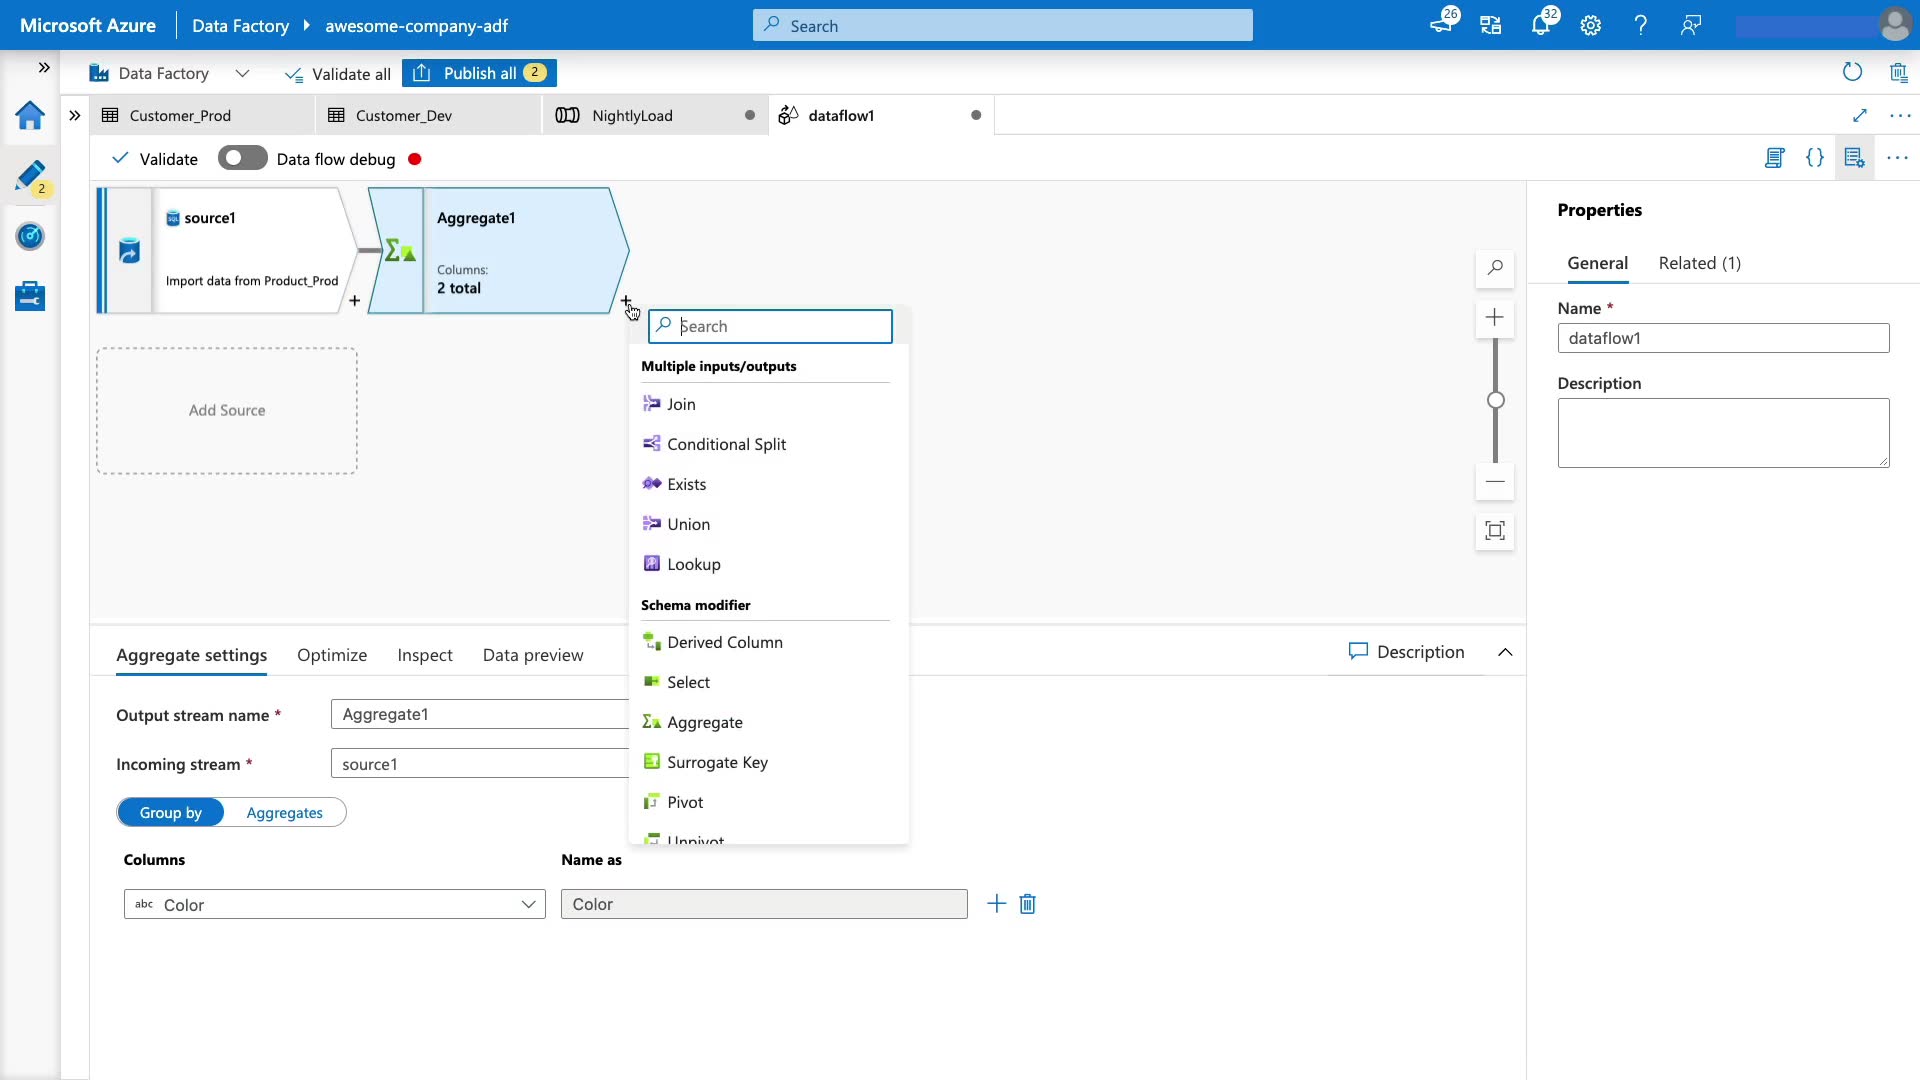 Microsoft Azure
Data Factory
awesome-company-adf
Search
26
32
Data Factory
Validate all
Publish all
2
Customer_Prod
Customer_Dev
NightlyLoad
dataflow1
2
Validate
Data flow debug
source1
Import data from Product_Prod
Aggregate1
Columns:
2 total
Add Source
Search
Multiple inputs/outputs
Join
Conditional Split
Exists
Union
Lookup
Schema modifier
Derived Column
Select
Aggregate
Surrogate Key
Pivot
Unpivot
Properties
General
Related (1)
Name *
dataflow1
Description
Aggregate settings
Optimize
Inspect
Data preview
Description
Output stream name *
Aggregate1
Incoming stream *
source1
Group by
Aggregates
Columns
Name as
abc Color
Color